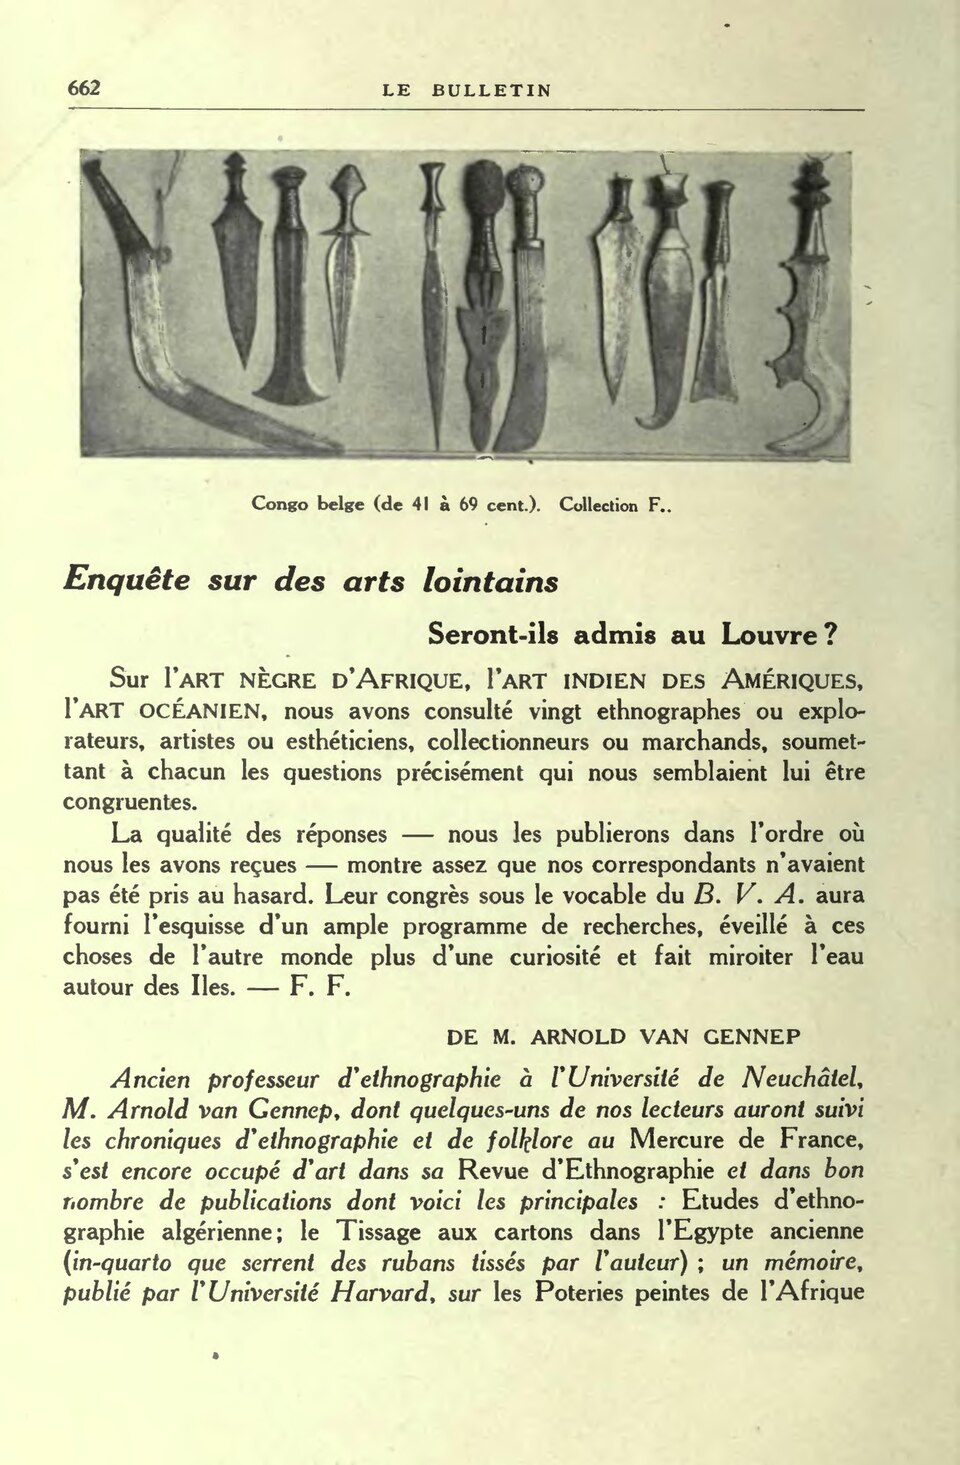 662
LE BULLETIN
Congo belge (de 41 à 69 cent.). Collection F..
Enquête sur des arts lointains
Seront-ils admis au Louvre ?
Sur l'ART NÈGRE D'AFRIQUE, l'ART INDIEN DES AMÉRIQUES,
l'ART OCÉANIEN, nous avons consulté vingt ethnographes ou explo-
rateurs, artistes ou esthéticiens, collectionneurs ou marchands, soumet-
tant à chacun les questions précisément qui nous semblaient lui être
congruentes.
La qualité des réponses — nous les publierons dans l'ordre où
nous les avons reçues — montre assez que nos correspondants n'avaient
pas été pris au hasard. Leur congrès sous le vocable du B. V. A. aura
fourni l'esquisse d'un ample programme de recherches, éveillé à ces
choses de l'autre monde plus d'une curiosité et fait miroiter l'eau
autour des Iles. — F. F.
DE M. ARNOLD VAN GENNEP
Ancien professeur d'ethnographie à l'Université de Neuchâtel,
M. Arnold van Gennep, dont quelques-uns de nos lecteurs auront suivi
les chroniques d'ethnographie et de folklore au Mercure de France,
s'est encore occupé d'art dans sa Revue d'Ethnographie et dans bon
nombre de publications dont voici les principales : Etudes d'ethno-
graphie algérienne ; le Tissage aux cartons dans l'Egypte ancienne
(in-quarto que serrent des rubans tissés par l'auteur) ; un mémoire,
publié par l'Université Harvard, sur les Poteries peintes de l'Afrique